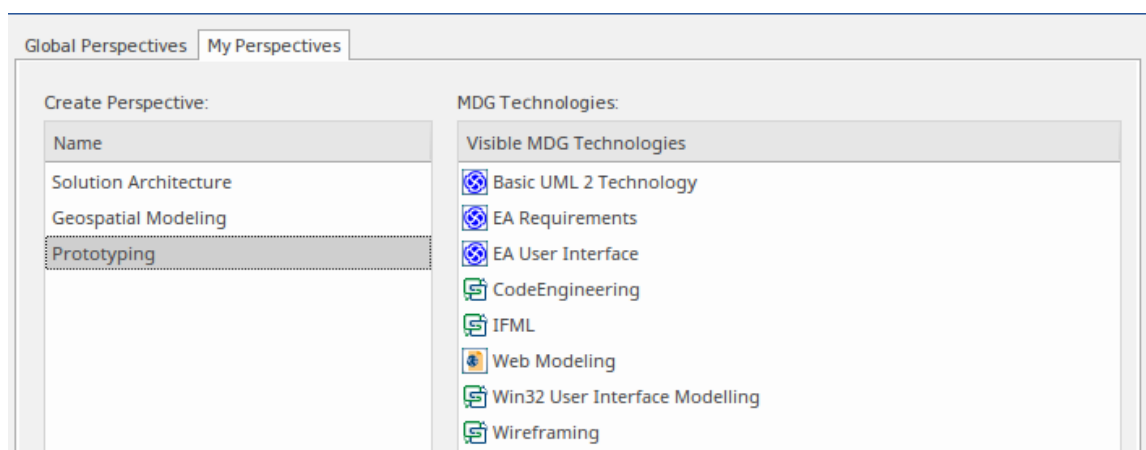 Global Perspectives
My Perspectives
Create Perspective:
Name
Solution Architecture
Geospatial Modeling
Prototyping
MDG Technologies:
Visible MDG Technologies
Basic UML 2 Technology
EA Requirements
EA User Interface
CodeEngineering
IFML
Web Modeling
Win32 User Interface Modelling
Wireframing